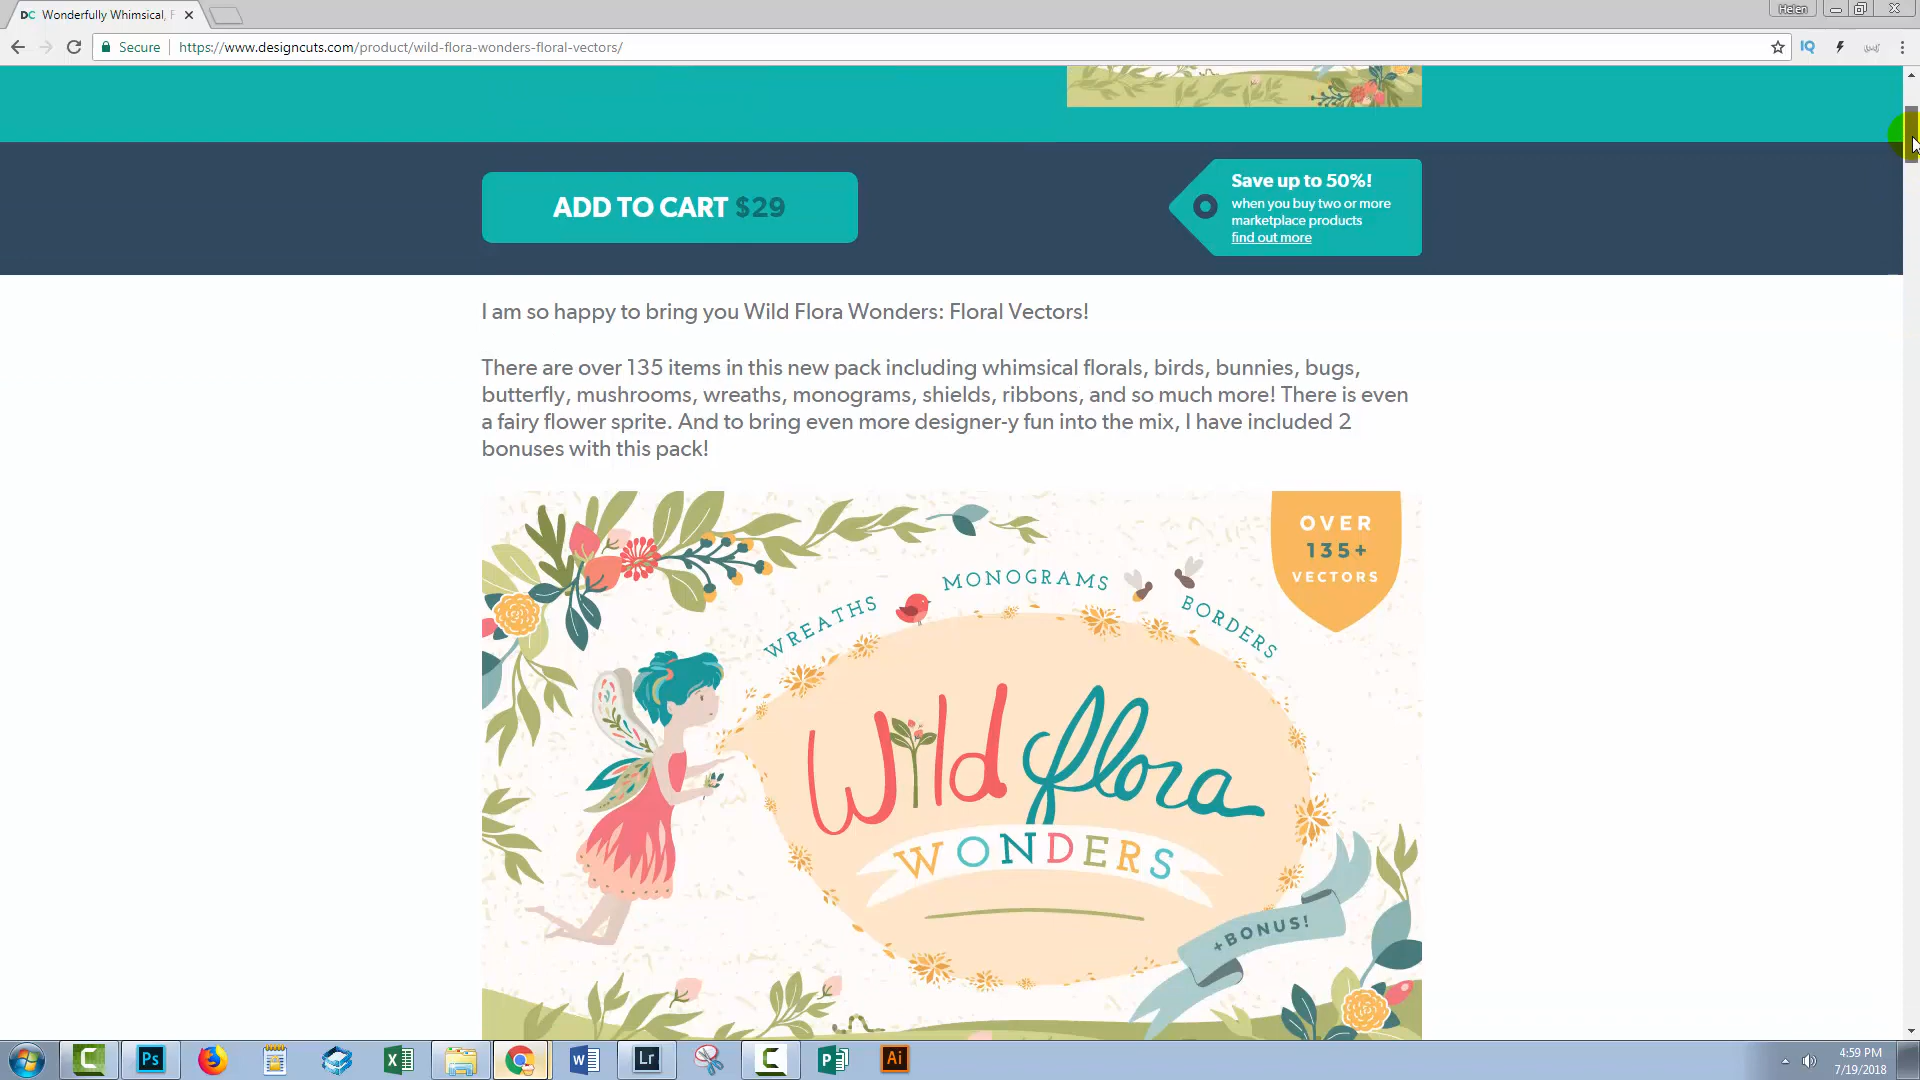 DC Wonderfully Whimsical, F
Helen
Secure
https://www.designcuts.com/product/wild-flora-wonders-floral-vectors/
IQ
ADD TO CART $29
Save up to 50%!
when you buy two or more
marketplace products
find out more
I am so happy to bring you Wild Flora Wonders: Floral Vectors!
There are over 135 items in this new pack including whimsical florals, birds, bunnies, bugs,
butterfly, mushrooms, wreaths, monograms, shields, ribbons, and so much more! There is even
a fairy flower sprite. And to bring even more designer-y fun into the mix, I have included 2
bonuses with this pack!
OVER
135+
VECTORS
WREATHS
MONOGRAMS
BORDERS
Wild flora
WONDERS
+BONUS!
C
Ps
X
W
Lr
C
P
Ai
4:59 PM
7/19/2018